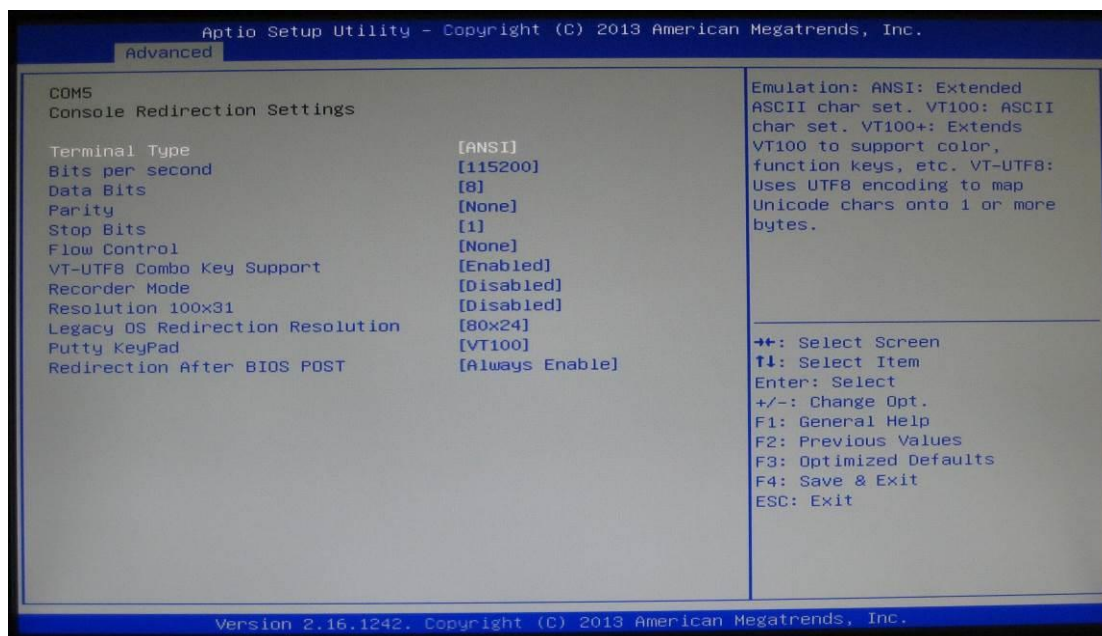 Aptio Setup Utility – Copyright (C) 2013 American Megatrends, Inc.
Advanced
COM5
Console Redirection Settings
Terminal Type [ANSI]
Bits per second [115200]
Data Bits [8]
Parity [None]
Stop Bits [1]
Flow Control [None]
VT-UTF8 Combo Key Support [Enabled]
Recorder Mode [Disabled]
Resolution 100x31 [Disabled]
Legacy OS Redirection Resolution [80x24]
Putty KeyPad [VT100]
Redirection After BIOS POST [Always Enable]
Emulation: ANSI: Extended
ASCII char set. VT100: ASCII
char set. VT100+: Extends
VT100 to support color,
function keys, etc. VT-UTF8:
Uses UTF8 encoding to map
Unicode chars onto 1 or more
bytes.
→←: Select Screen
↑↓: Select Item
Enter: Select
+/-: Change Opt.
F1: General Help
F2: Previous Values
F3: Optimized Defaults
F4: Save & Exit
ESC: Exit
Version 2.16.1242. Copyright (C) 2013 American Megatrends, Inc.